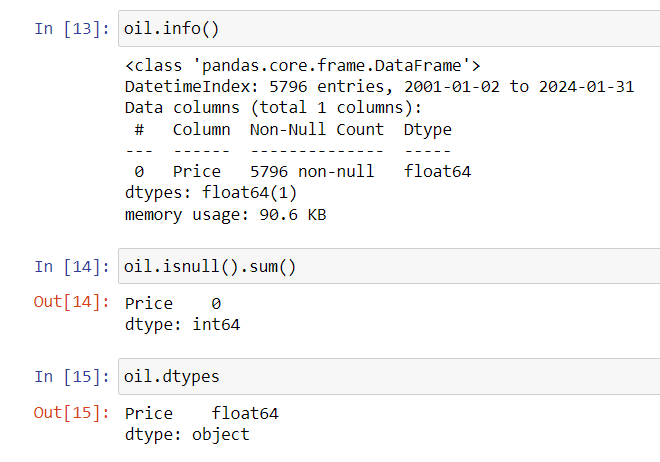 In [13]: oil.info()
<class 'pandas.core.frame.DataFrame'>
DatetimeIndex: 5796 entries, 2001-01-02 to 2024-01-31
Data columns (total 1 columns):
 #   Column  Non-Null Count  Dtype
---  ------  --------------  -----
 0   Price   5796 non-null   float64
dtypes: float64(1)
memory usage: 90.6 KB
In [14]: oil.isnull().sum()
Out[14]: Price    0
dtype: int64
In [15]: oil.dtypes
Out[15]: Price    float64
dtype: object